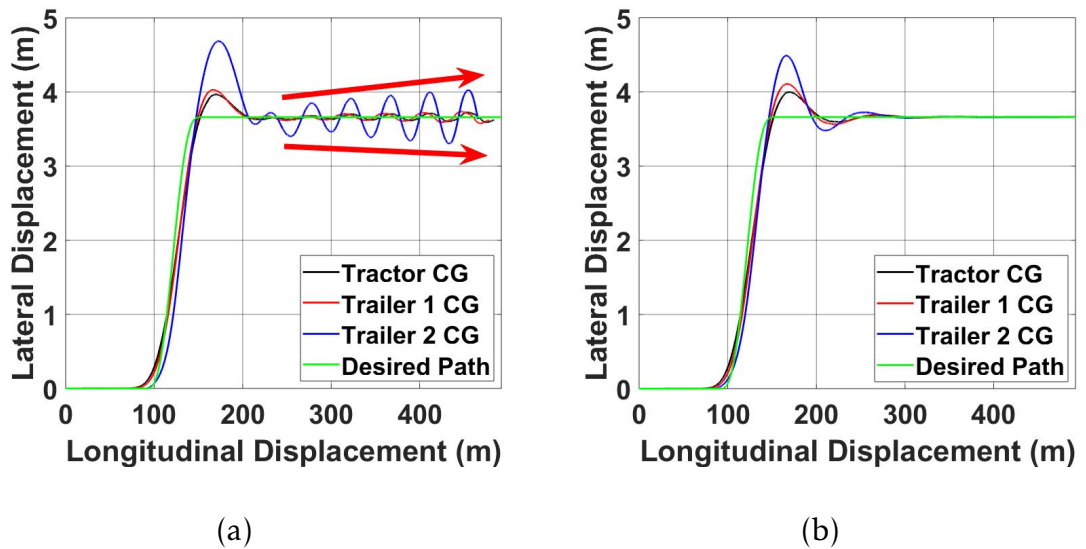 Lateral Displacement (m)
5
4
3
2
1
0
0 100 200 300 400
Longitudinal Displacement (m)
Tractor CG
Trailer 1 CG
Trailer 2 CG
Desired Path
(a)
Lateral Displacement (m)
5
4
3
2
1
0
0 100 200 300 400
Longitudinal Displacement (m)
Tractor CG
Trailer 1 CG
Trailer 2 CG
Desired Path
(b)